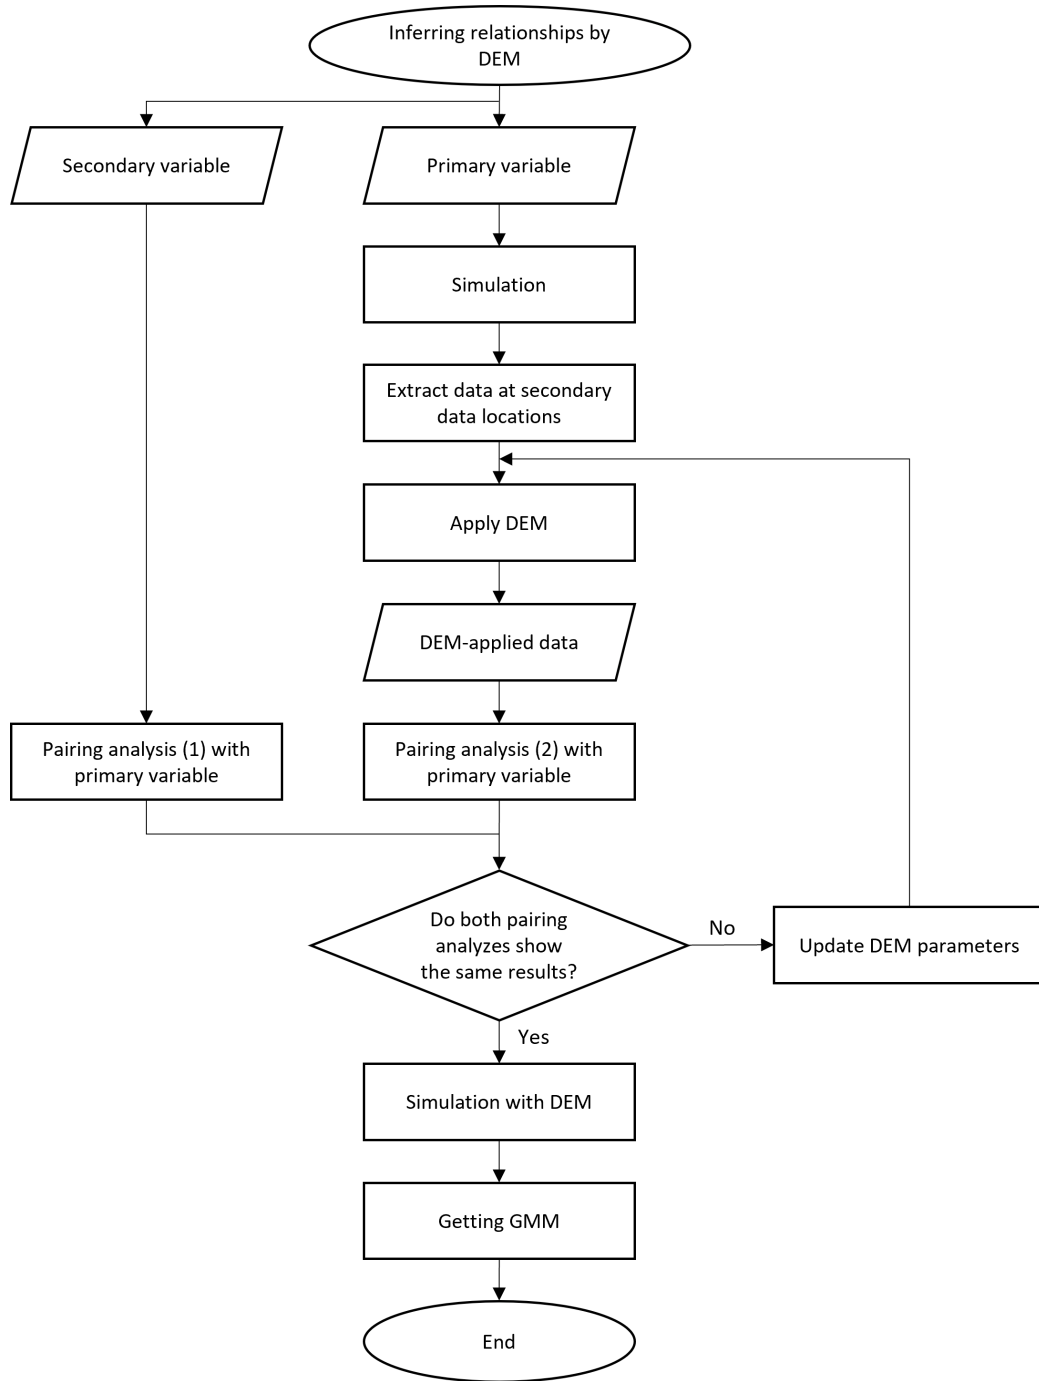 Inferring relationships by
DEM
Secondary variable
Primary variable
Simulation
Extract data at secondary
data locations
Apply DEM
DEM-applied data
Pairing analysis (1) with
primary variable
Pairing analysis (2) with
primary variable
Do both pairing
analyzes show
the same results?
No
Update DEM parameters
Yes
Simulation with DEM
Getting GMM
End